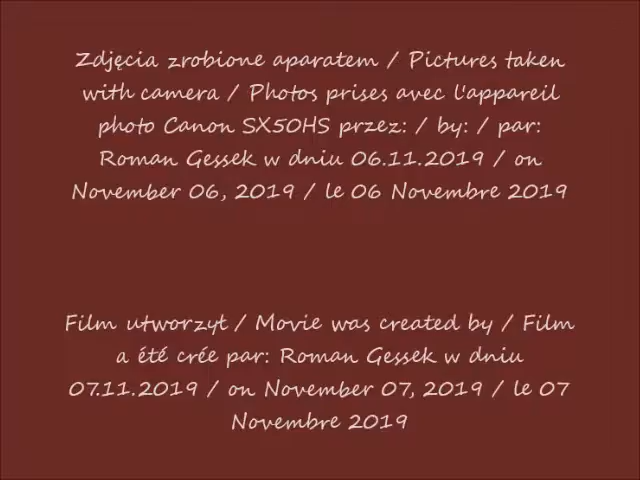 Zdjęcia zrobione aparatem / Pictures taken
with camera / Photos prises avec l'appareil
photo Canon SX50HS przez: / by: / par:
Roman Gessek w dniu 06.11.2019 / on
November 06, 2019 / le 06 Novembre 2019
Film utworzył / Movie was created by / Film
a été crée par: Roman Gessek w dniu
07.11.2019 / on November 07, 2019 / le 07
Novembre 2019